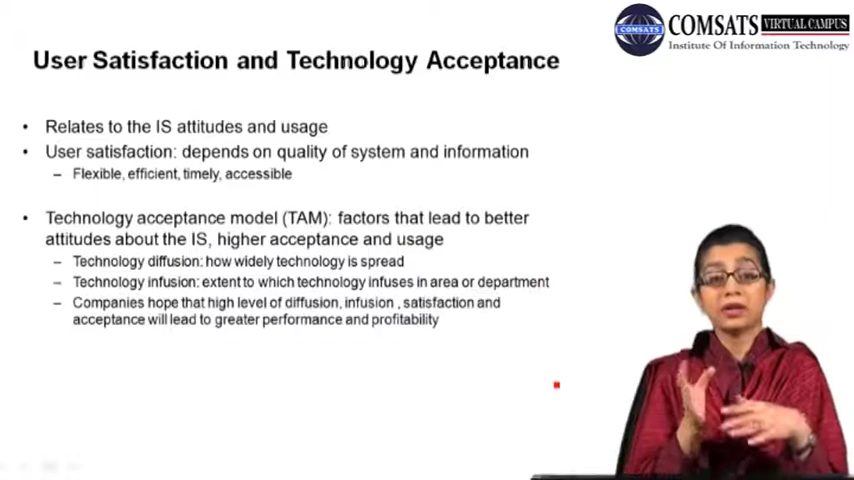 COMSATS VIRTUAL CAMPUS
COMSATS
Institute Of Information Technology
User Satisfaction and Technology Acceptance
• Relates to the IS attitudes and usage
• User satisfaction: depends on quality of system and information
– Flexible, efficient, timely, accessible
• Technology acceptance model (TAM): factors that lead to better
attitudes about the IS, higher acceptance and usage
– Technology diffusion: how widely technology is spread
– Technology infusion: extent to which technology infuses in area or department
– Companies hope that high level of diffusion, infusion , satisfaction and
acceptance will lead to greater performance and profitability